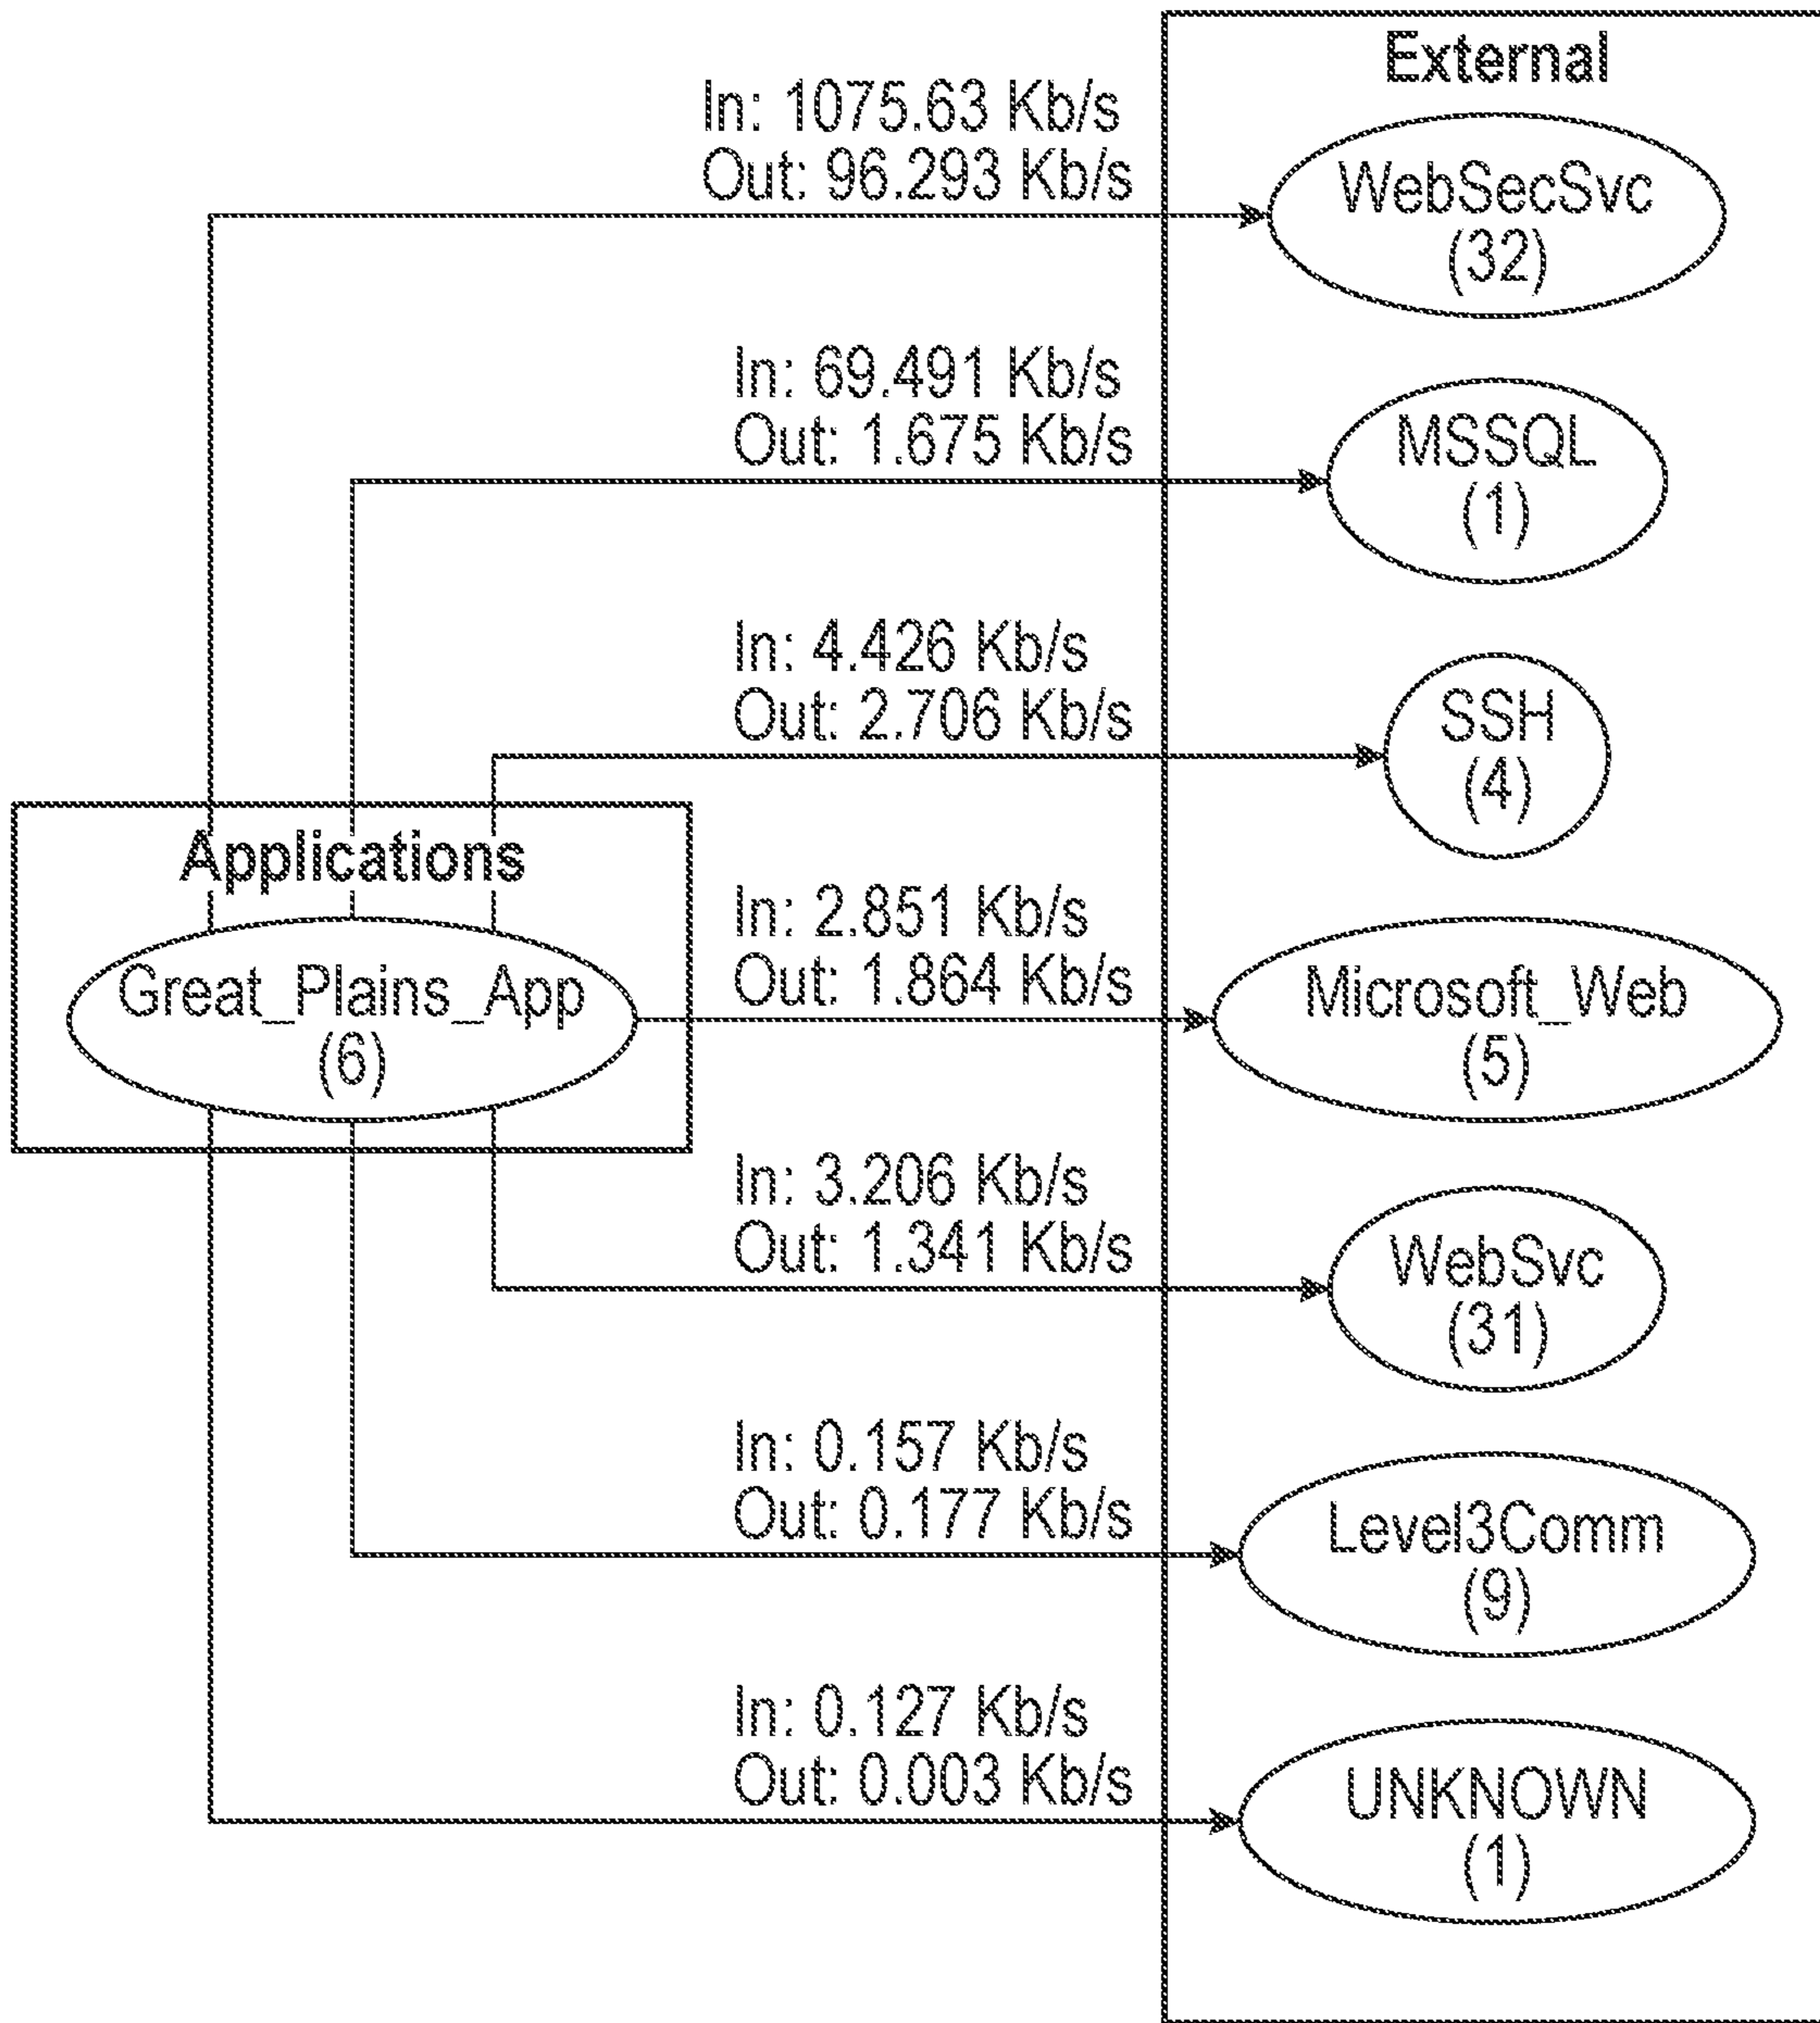 External
In: 1075.63 Kb/s
Out: 96.293 Kb/s
WebSecSvc
(32)
In: 69.491 Kb/s
Out: 1.675 Kb/s
MSSQL
(1)
In: 4.426 Kb/s
Out: 2.706 Kb/s
SSH
(4)
Applications
Great_Plains_App
(6)
In: 2.851 Kb/s
Out: 1.864 Kb/s
Microsoft_Web
(5)
In: 3.206 Kb/s
Out: 1.341 Kb/s
WebSvc
(31)
In: 0.157 Kb/s
Out: 0.177 Kb/s
Level3Comm
(9)
In: 0.127 Kb/s
Out: 0.003 Kb/s
UNKNOWN
(1)